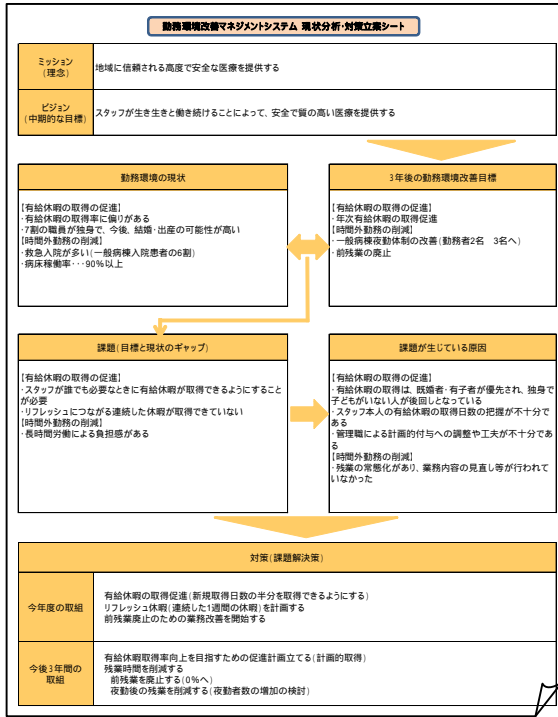 勤務環境改善マネジメントシステム 現状分析・対策立案シート
ミッション
(理念)
地域に信頼される高度で安全な医療を提供する
ビジョン
(中期的な目標)
スタッフが生き生きと働き続けることによって、安全で質の高い医療を提供する
勤務環境の現状
【有給休暇の取得の促進】
・有給休暇の取得率に偏りがある
・7割の職員が独身で、今後、結婚・出産の可能性が高い
【時間外勤務の削減】
・救急入院が多い(一般病棟入院患者の6割)
・病床稼働率・・・90%以上
3年後の勤務環境改善目標
【有給休暇の取得の促進】
・年次有給休暇の取得促進
【時間外勤務の削減】
・一般病棟夜勤体制の改善(勤務者2名 3名へ)
・前残業の廃止
課題(目標と現状のギャップ)
【有給休暇の取得の促進】
・スタッフが誰でも必要なときに有給休暇が取得できるようにすること
が必要
・リフレッシュにつながる連続した休暇が取得できていない
【時間外勤務の削減】
・長時間労働による負担感がある
課題が生じている原因
【有給休暇の取得の促進】
・有給休暇の取得は、既婚者・有子者が優先され、独身で
子どもがいない人が後回しとなっている
・スタッフ本人の有給休暇の取得日数の把握が不十分で
ある
・管理職による計画的付与への調整や工夫が不十分であ
る
【時間外勤務の削減】
・残業の常態化があり、業務内容の見直し等が行われて
いなかった
対策(課題解決策)
今年度の取組
有給休暇の取得促進(新規取得日数の半分を取得できるようにする)
リフレッシュ休暇(連続した1週間の休暇)を計画する
前残業廃止のための業務改善を開始する
今後3年間の
取組
有給休暇取得率向上を目指すための促進計画立てる(計画的取得)
残業時間を削減する
前残業を廃止する(0%へ)
夜勤後の残業を削減する(夜勤者数の増加の検討)